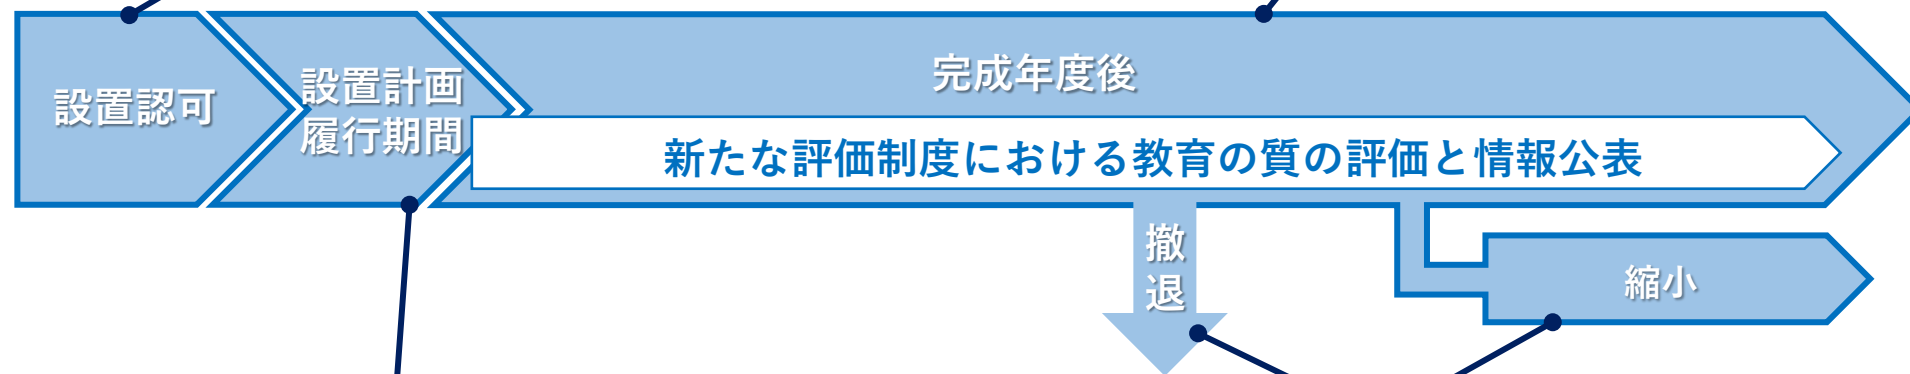 設置認可
設置計画
履行期間
完成年度後
新たな評価制度における教育の質の評価と情報公表
撤退
縮小